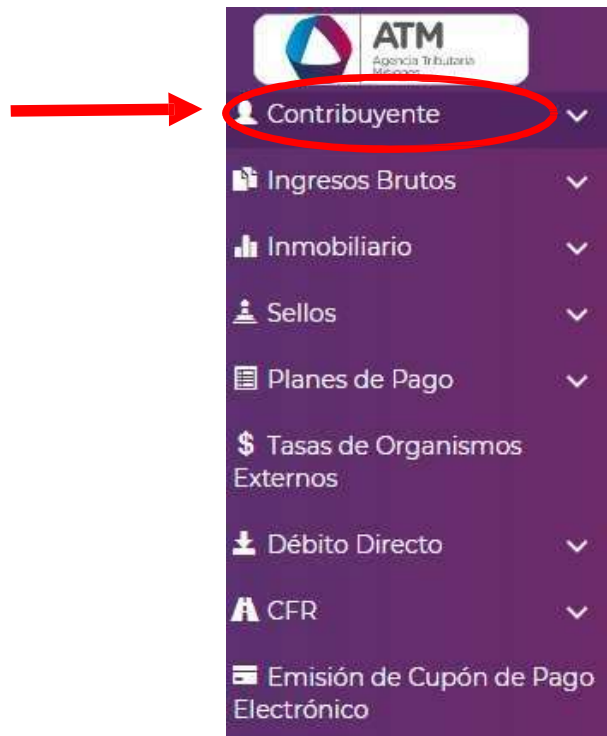 ATM
Agencia Tributaria
Misiones
Contribuyente
Ingresos Brutos
Inmobiliario
Sellos
Planes de Pago
$ Tasas de Organismos
Externos
Débito Directo
CFR
Emisión de Cupón de Pago
Electrónico